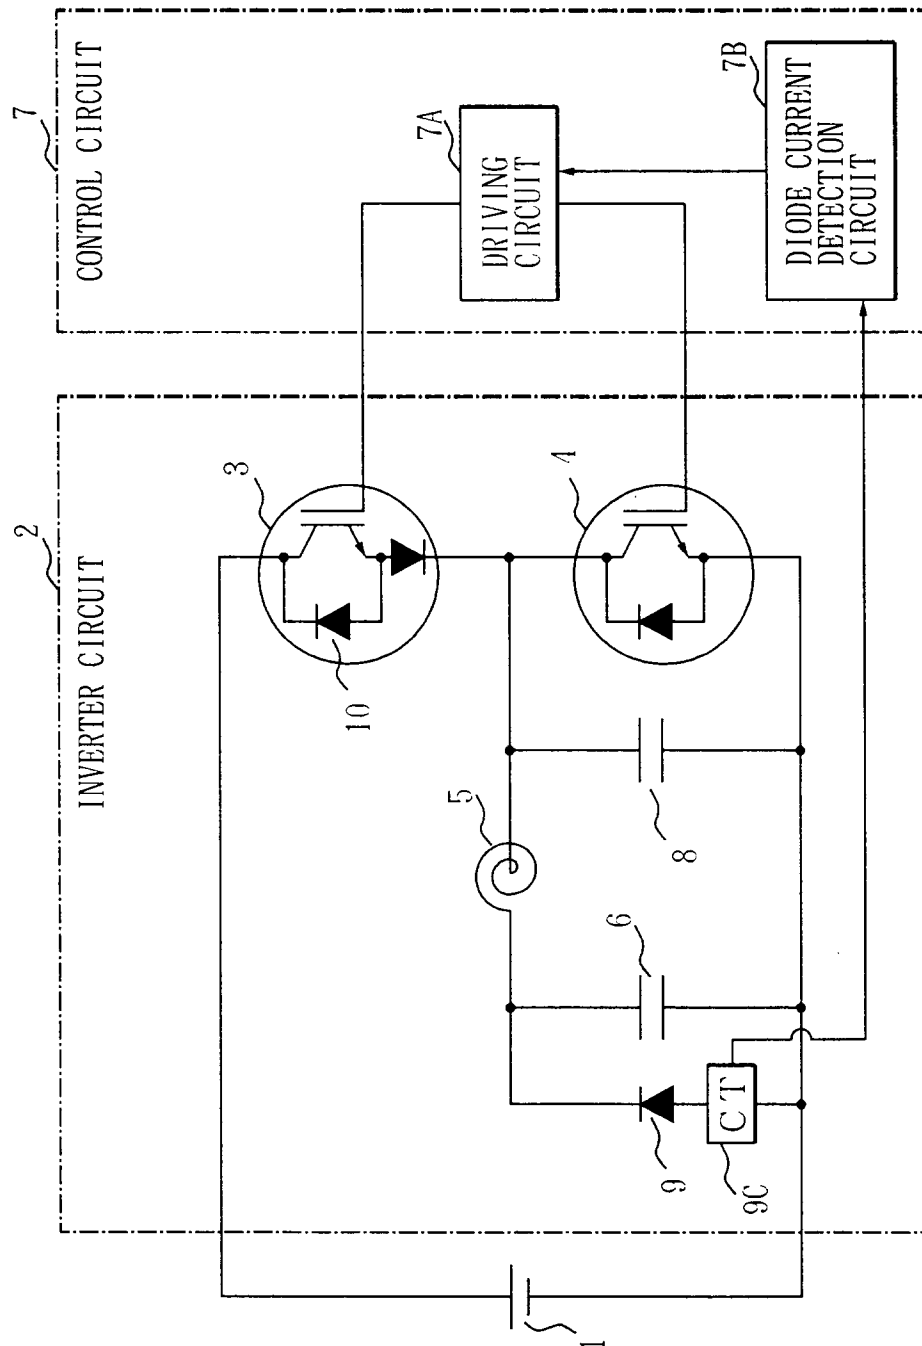 7
CONTROL CIRCUIT
7A
DRIVING
CIRCUIT
7B
DIODE CURRENT
DETECTION
CIRCUIT
2
INVERTER CIRCUIT
3
4
10
5
8
6
9
CT
9C
1